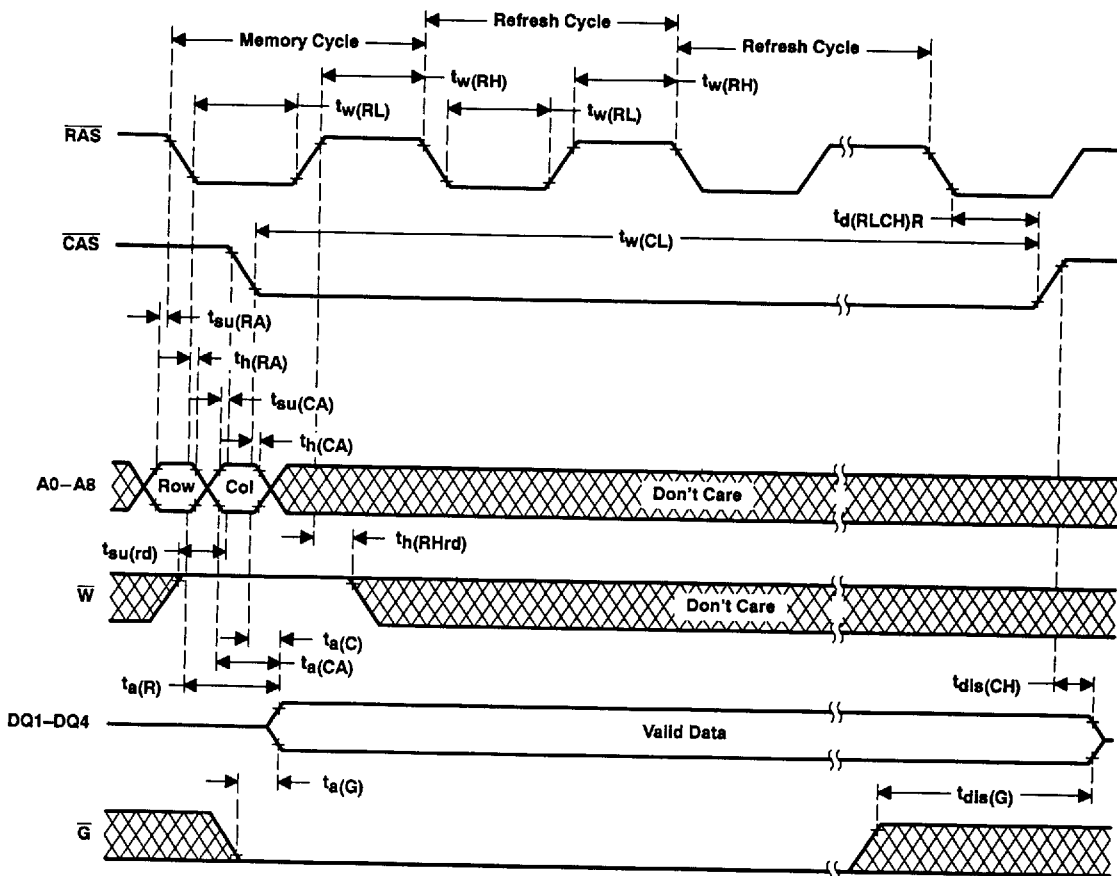 Refresh Cycle
Memory Cycle
Refresh Cycle
tw(RH)
tw(RH)
tw(RL)
tw(RL)
RAS
td(RLCH)R
CAS
tw(CL)
tsu(RA)
th(RA)
tsu(CA)
th(CA)
A0–A8
Row
Col
Don't Care
tsu(rd)
th(RHrd)
W
Don't Care
ta(C)
ta(CA)
ta(R)
tdis(CH)
DQ1–DQ4
Valid Data
ta(G)
tdis(G)
G